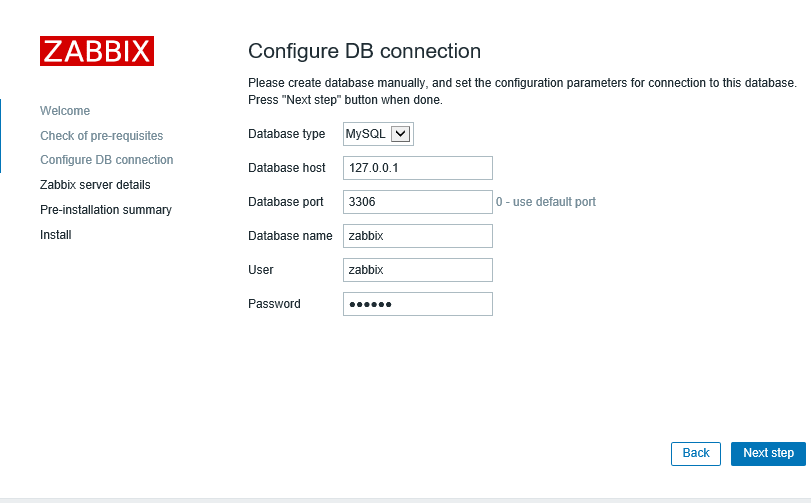 ZABBIX
Welcome
Check of pre-requisites
Configure DB connection
Zabbix server details
Pre-installation summary
Install
Configure DB connection
Please create database manually, and set the configuration parameters for connection to this database.
Press "Next step" button when done.
Database type MySQL
Database host 127.0.0.1
Database port 3306 0 - use default port
Database name zabbix
User zabbix
Password ●●●●●●
Back Next step